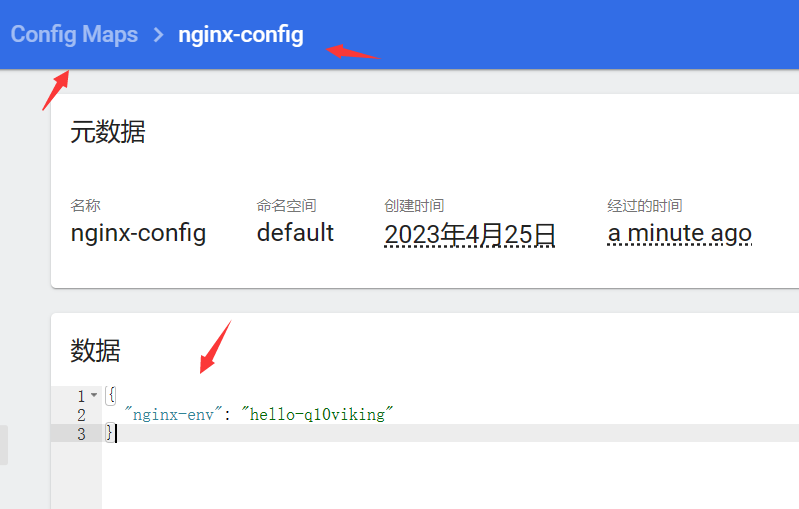 Config Maps > nginx-config
元数据
名称 命名空间 创建时间 经过的时间
nginx-config default 2023年4月25日 a minute ago
数据
1 {
2 "nginx-env": "hello-q10viking"
3 }